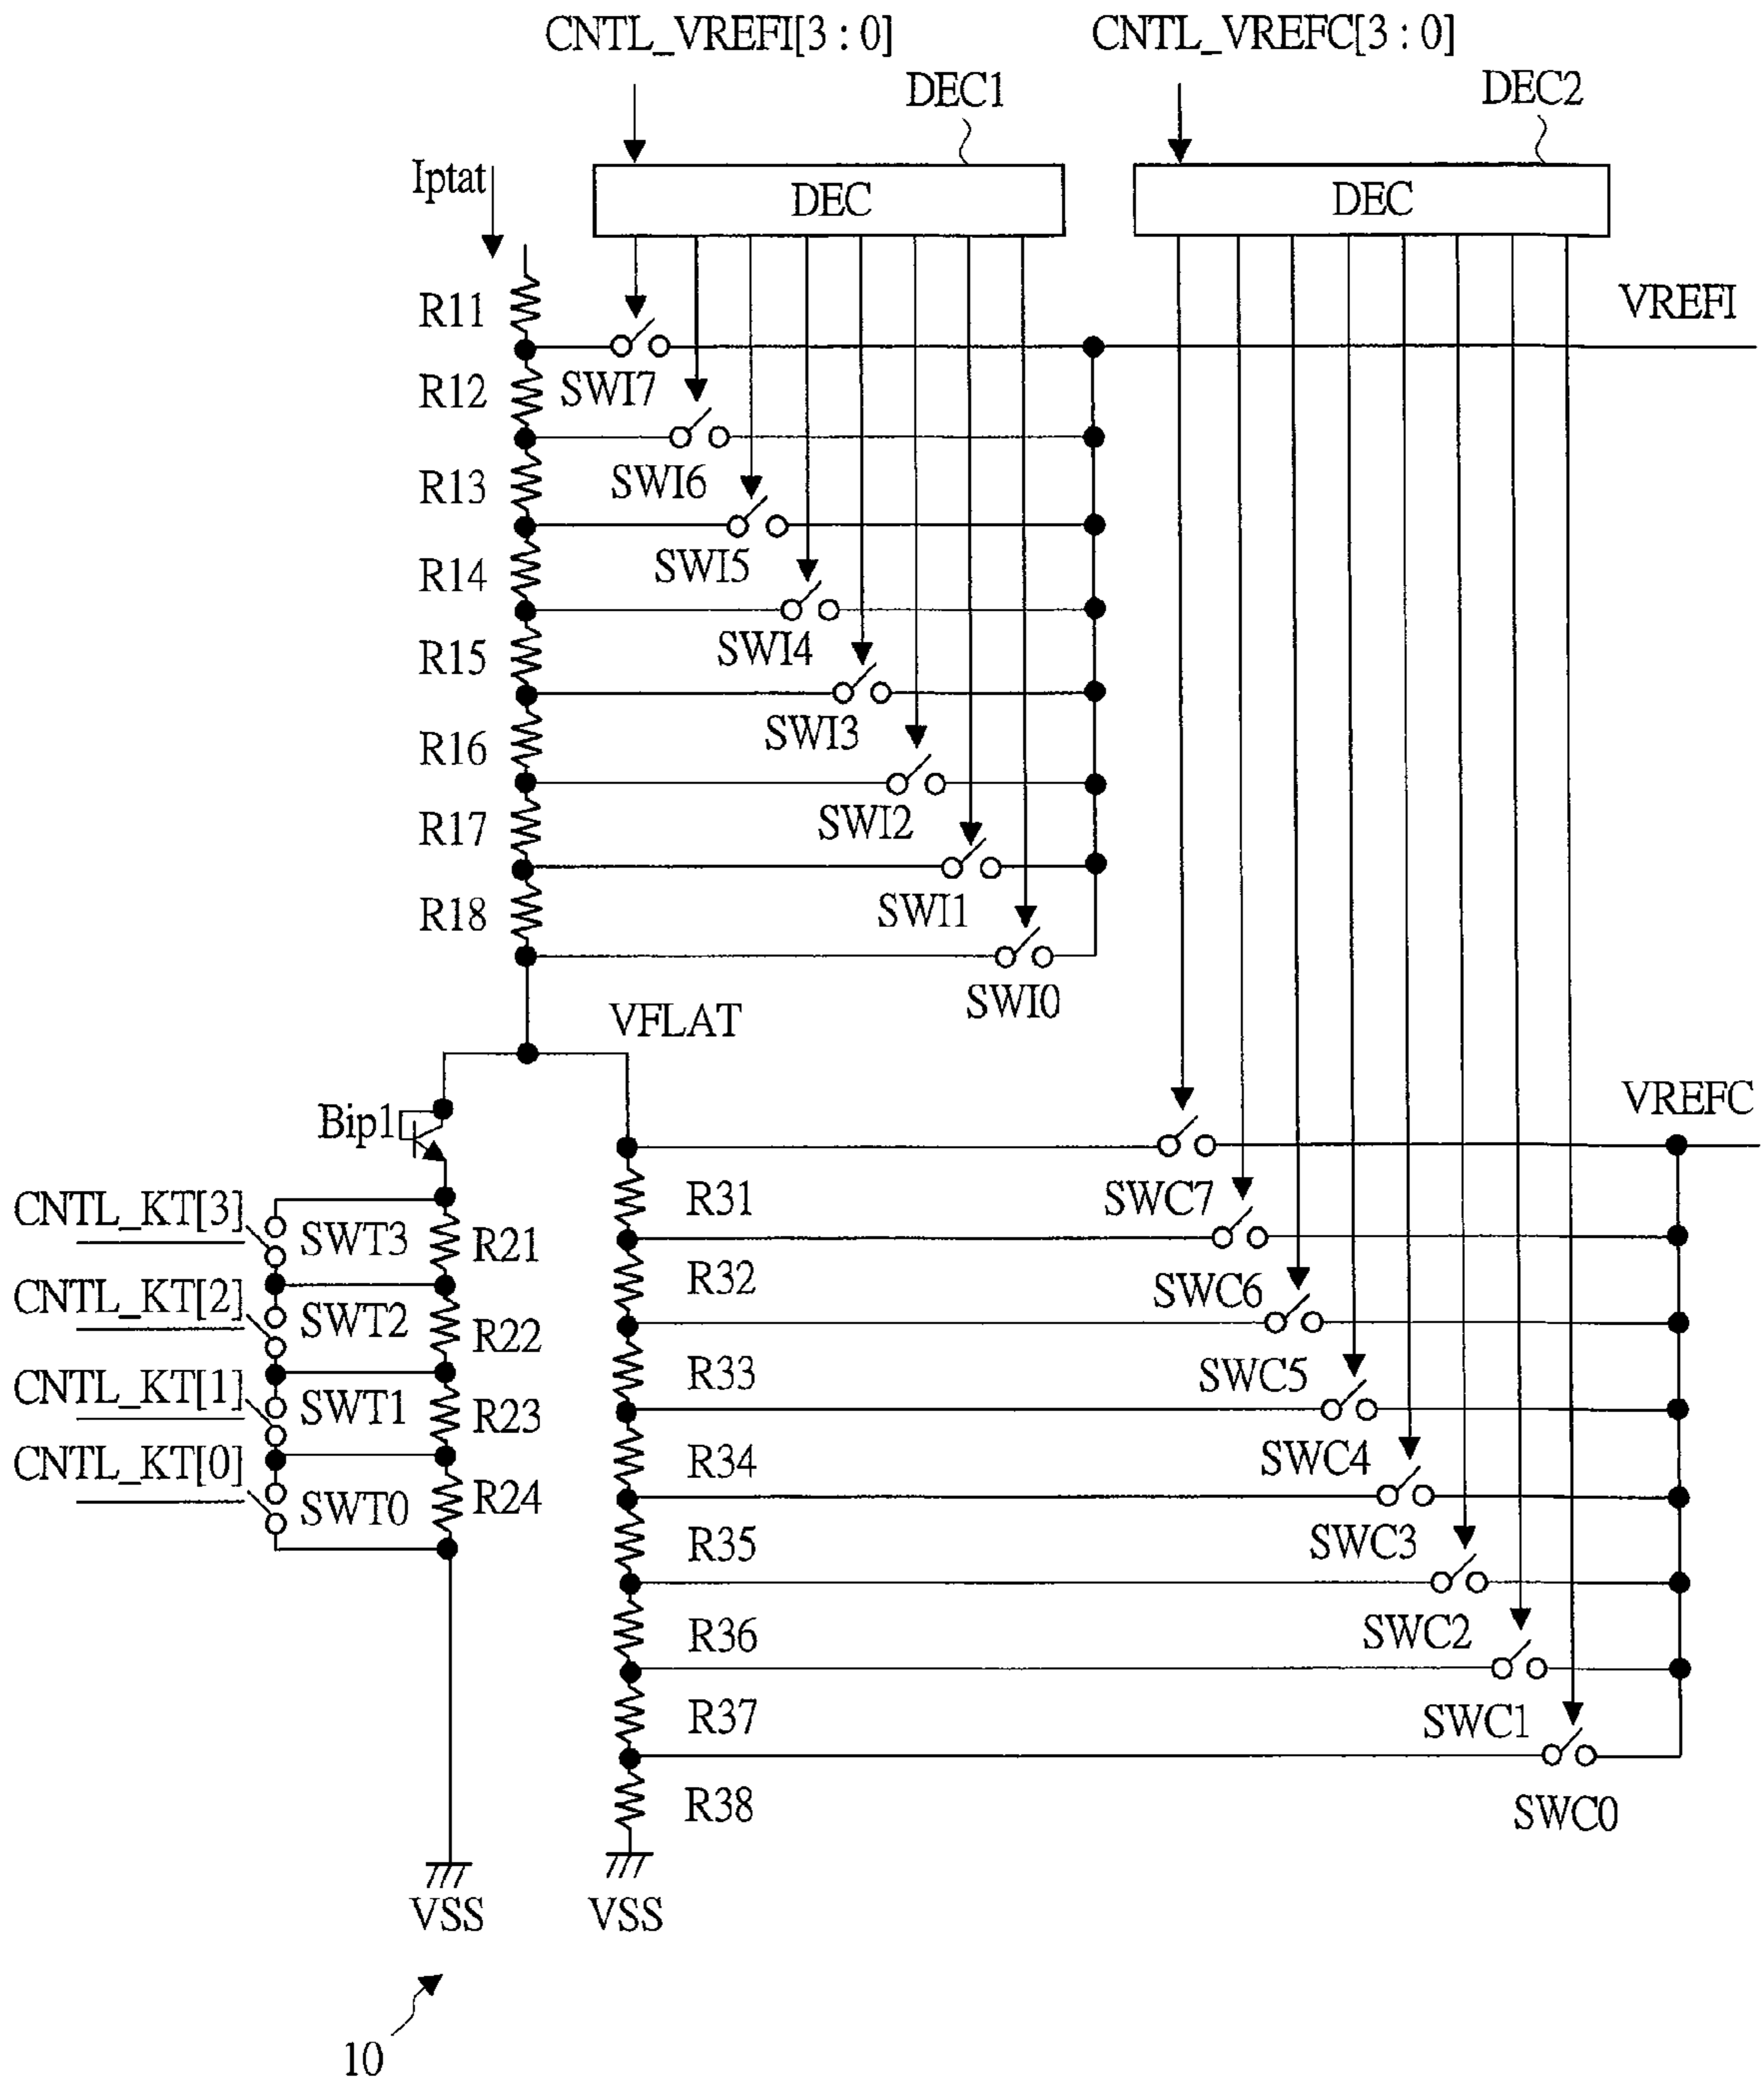 CNTL_VREFI[3 : 0]
CNTL_VREFC[3 : 0]
DEC1
DEC2
Iptat
DEC
DEC
R11
VREFI
R12
SWI7
R13
SWI6
R14
SWI5
R15
SWI4
R16
SWI3
R17
SWI2
R18
SWI1
SWI0
VFLAT
Bip1
VREFC
CNTL_KT[3]
SWT3
R21
R31
SWC7
CNTL_KT[2]
SWT2
R22
R32
SWC6
CNTL_KT[1]
SWT1
R23
R33
SWC5
CNTL_KT[0]
SWT0
R24
R34
SWC4
R35
SWC3
R36
SWC2
R37
SWC1
R38
SWC0
VSS
VSS
10